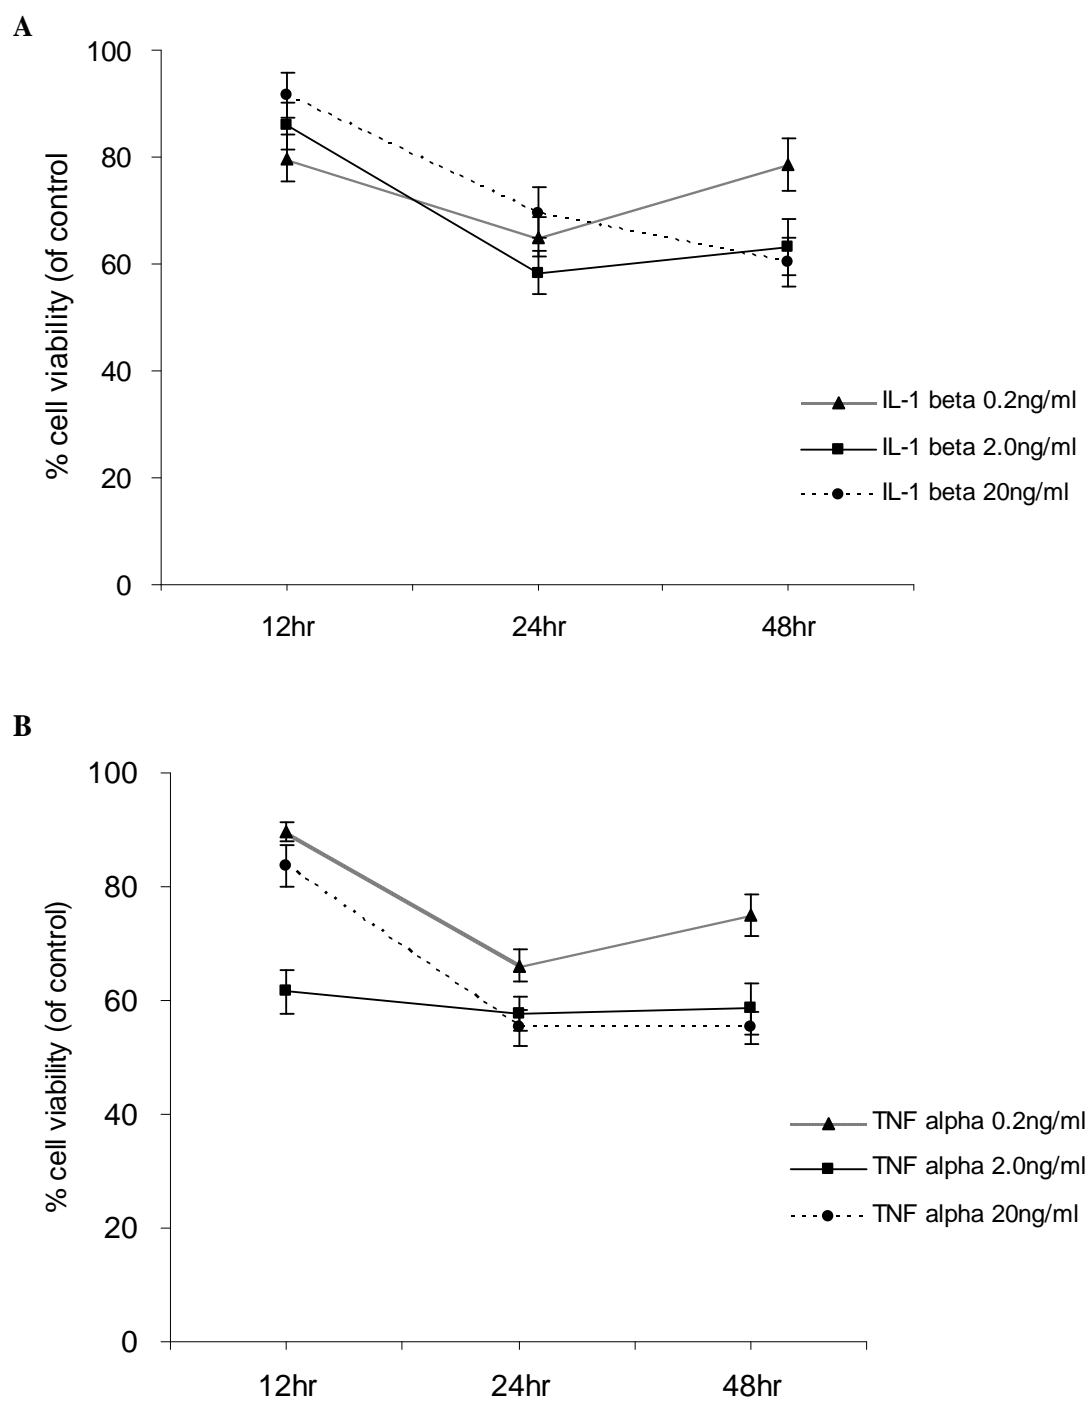 A
100
80
60
40
20
0
% cell viability (of control
12hr 24hr 48hr
IL-1 beta 0.2ng/ml
IL-1 beta 2.0ng/ml
IL-1 beta 20ng/ml
B
100
80
60
40
20
0
% cell viability (of control)
12hr 24hr 48hr
TNF alpha 0.2ng/ml
TNF alpha 2.0ng/ml
TNF alpha 20ng/ml